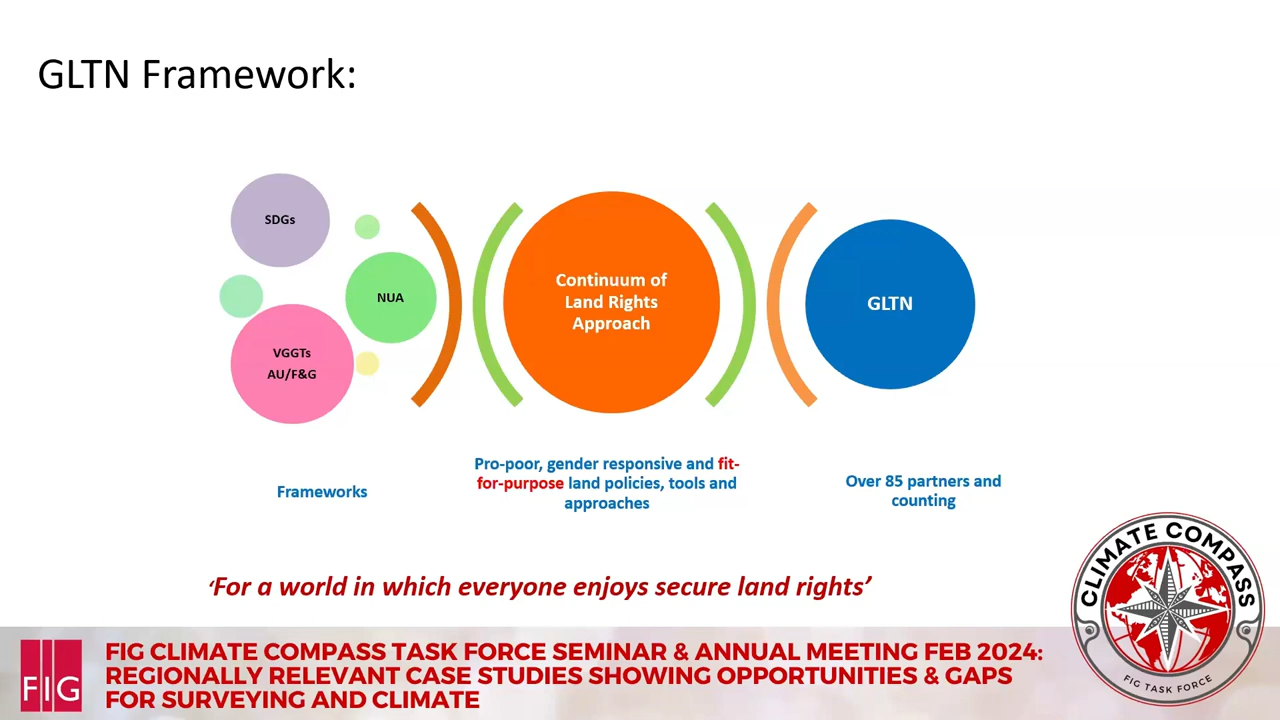 GLTN Framework:
SDGs
NUA
VGGTs
AU/F&G
Continuum of
Land Rights
Approach
GLTN
Frameworks
Pro-poor, gender responsive and fit-
for-purpose land policies, tools and
approaches
Over 85 partners and
counting
‘For a world in which everyone enjoys secure land rights’
CLIMATE COMPASS
FIG TASK FORCE
FIG
FIG CLIMATE COMPASS TASK FORCE SEMINAR & ANNUAL MEETING FEB 2024:
REGIONALLY RELEVANT CASE STUDIES SHOWING OPPORTUNITIES & GAPS
FOR SURVEYING AND CLIMATE